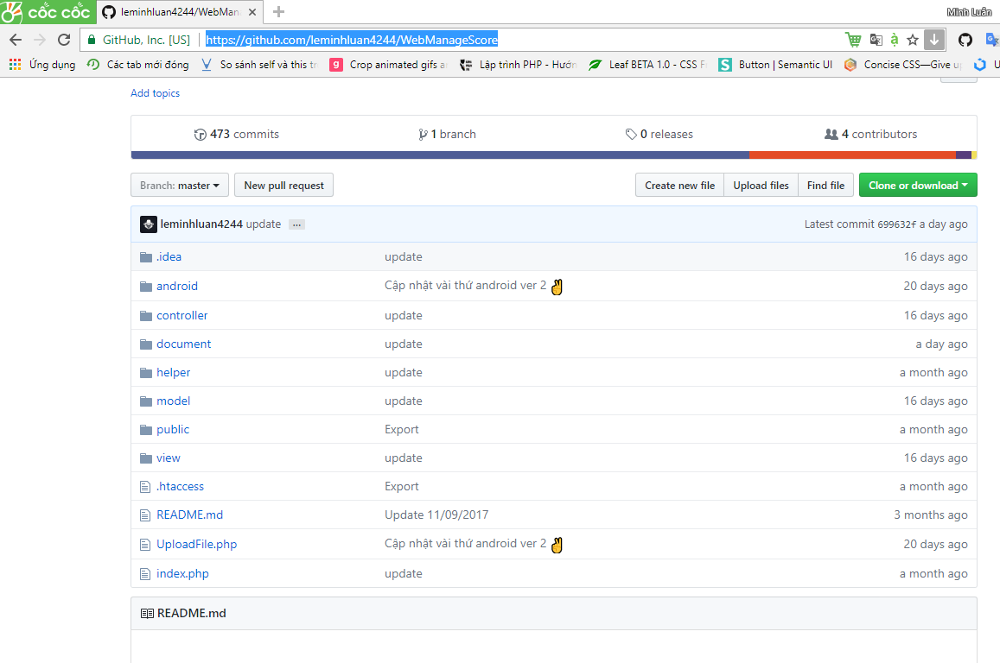 cốc cốc leminhluan4244/WebMan Minh Luân
GitHub, Inc. [US] https://github.com/leminhluan4244/WebManageScore
Ứng dụng Các tab mới đóng So sánh self và this tr Crop animated gifs a Lập trình PHP - Hướn Leaf BETA 1.0 - CSS F Button | Semantic UI Concise CSS—Give up U
Add topics
473 commits 1 branch 0 releases 4 contributors
Branch: master New pull request Create new file Upload files Find file Clone or download
leminhluan4244 update … Latest commit 699632f a day ago
.idea update 16 days ago
android Cập nhật vài thứ android ver 2 ✌ 20 days ago
controller update 16 days ago
document update a day ago
helper update a month ago
model update 16 days ago
public Export a month ago
view update 16 days ago
.htaccess Export a month ago
README.md Update 11/09/2017 3 months ago
UploadFile.php Cập nhật vài thứ android ver 2 ✌ 20 days ago
index.php update a month ago
README.md